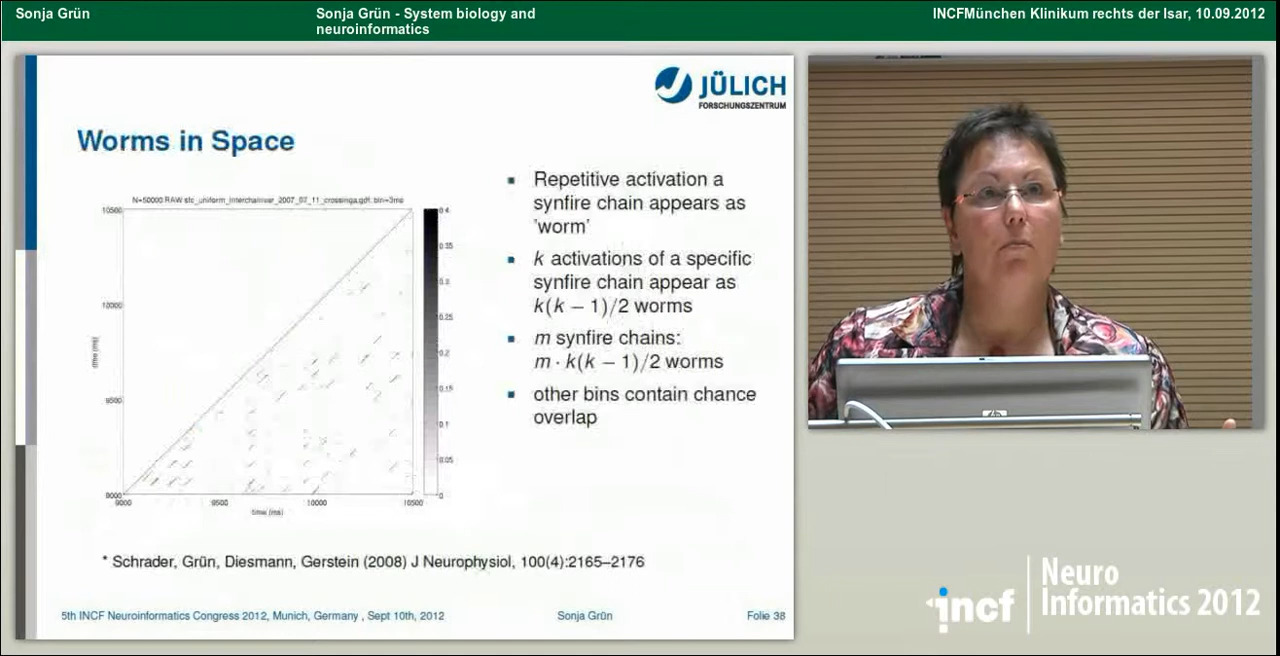 Sonja Grün
Sonja Grün - System biology and
neuroinformatics
INCFMünchen Klinikum rechts der Isar, 10.09.2012
JÜLICH
FORSCHUNGSZENTRUM
Worms in Space
10500
10000
9500
9000
9000
9500
10000
10500
time (ms)
time (ms)
0.4
0.35
0.3
0.25
0.2
0.15
0.1
0.05
0
Repetitive activation a
synfire chain appears as
'worm'
k activations of a specific
synfire chain appear as
k(k − 1)/2 worms
m synfire chains:
m · k(k − 1)/2 worms
other bins contain chance
overlap
* Schrader, Grün, Diesmann, Gerstein (2008) J Neurophysiol, 100(4):2165–2176
5th INCF Neuroinformatics Congress 2012, Munich, Germany , Sept 10th, 2012
Sonja Grün
Folie 38
incf
Neuro
Informatics 2012